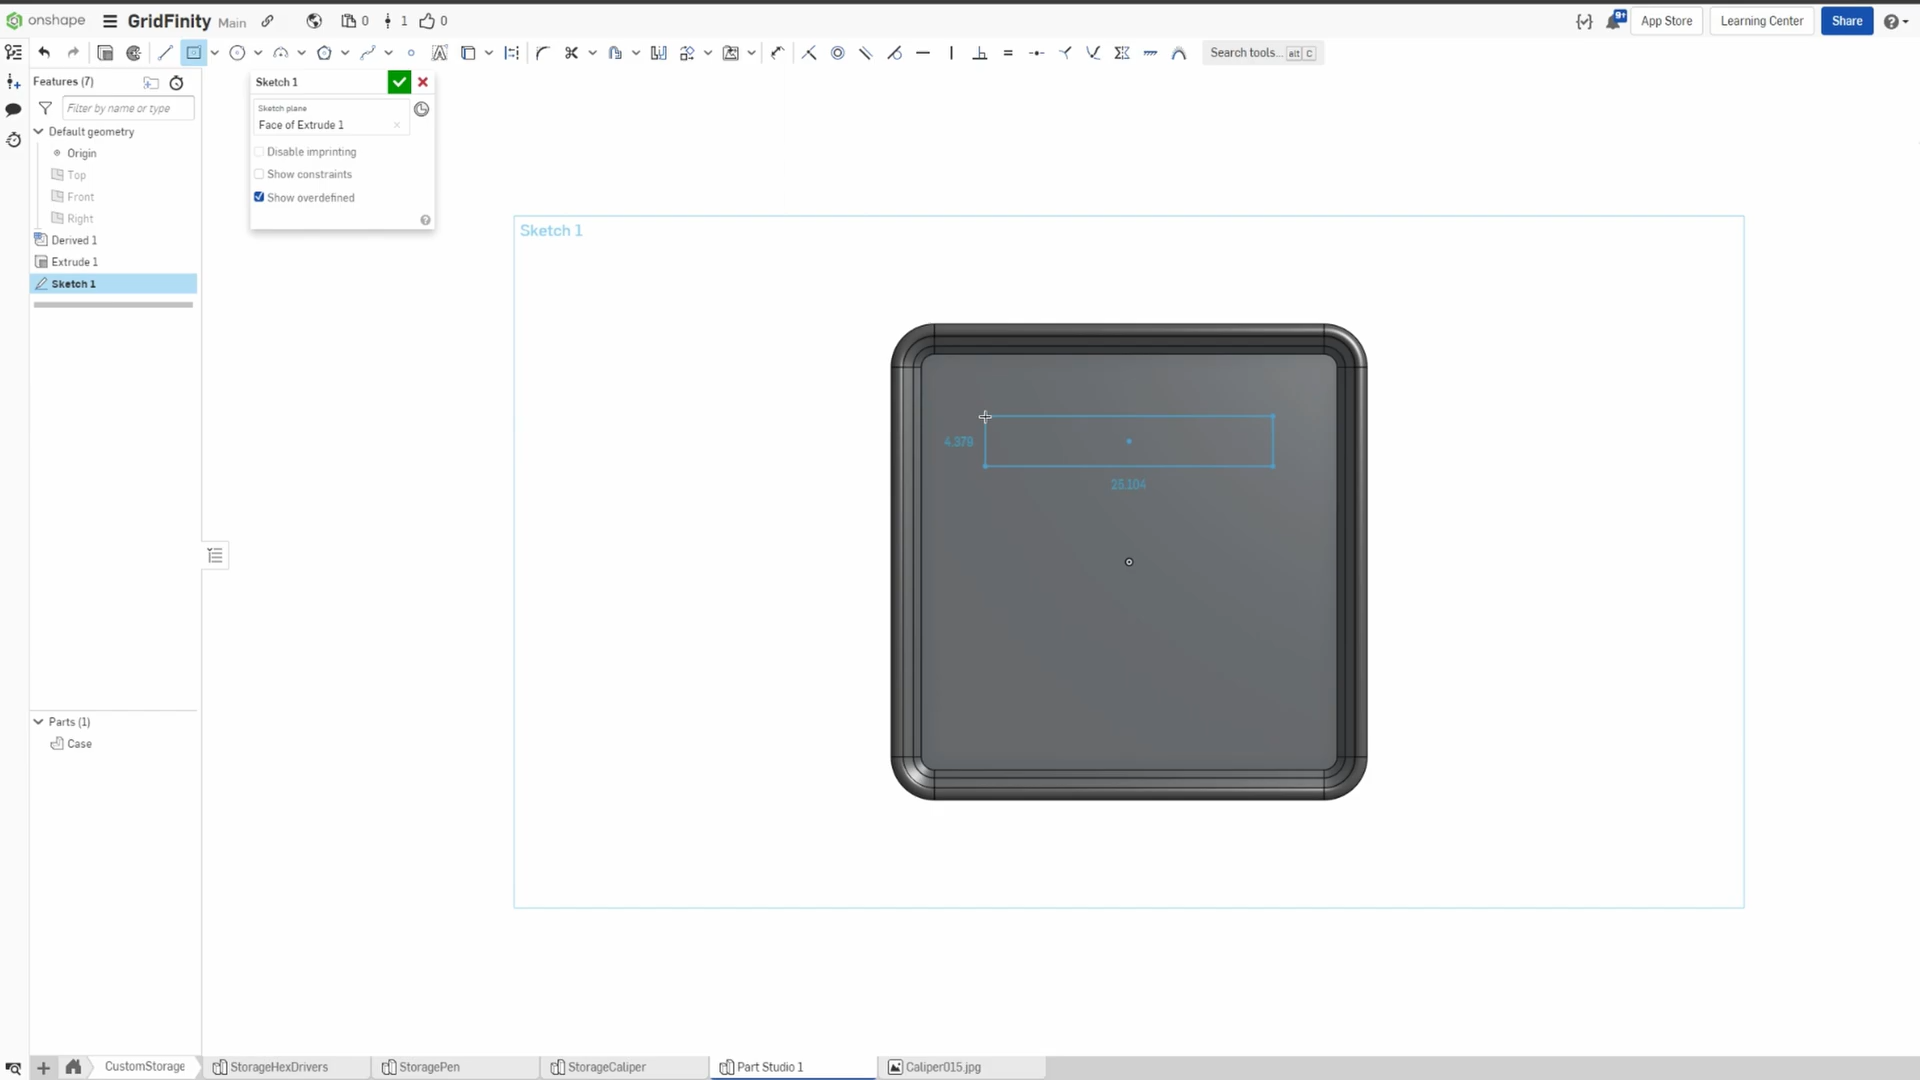 onshape GridFinity Main 0 1 0 9+ App Store Learning Center Share
Search tools... alt C
Features (7)
Filter by name or type
Default geometry
Origin
Top
Front
Right
Derived 1
Extrude 1
Sketch 1
Parts (1)
Case
Sketch 1
Sketch plane
Face of Extrude 1
Disable imprinting
Show constraints
Show overdefined
Sketch 1
4.379
25.104
CustomStorage StorageHexDrivers StoragePen StorageCaliper Part Studio 1 Caliper015.jpg